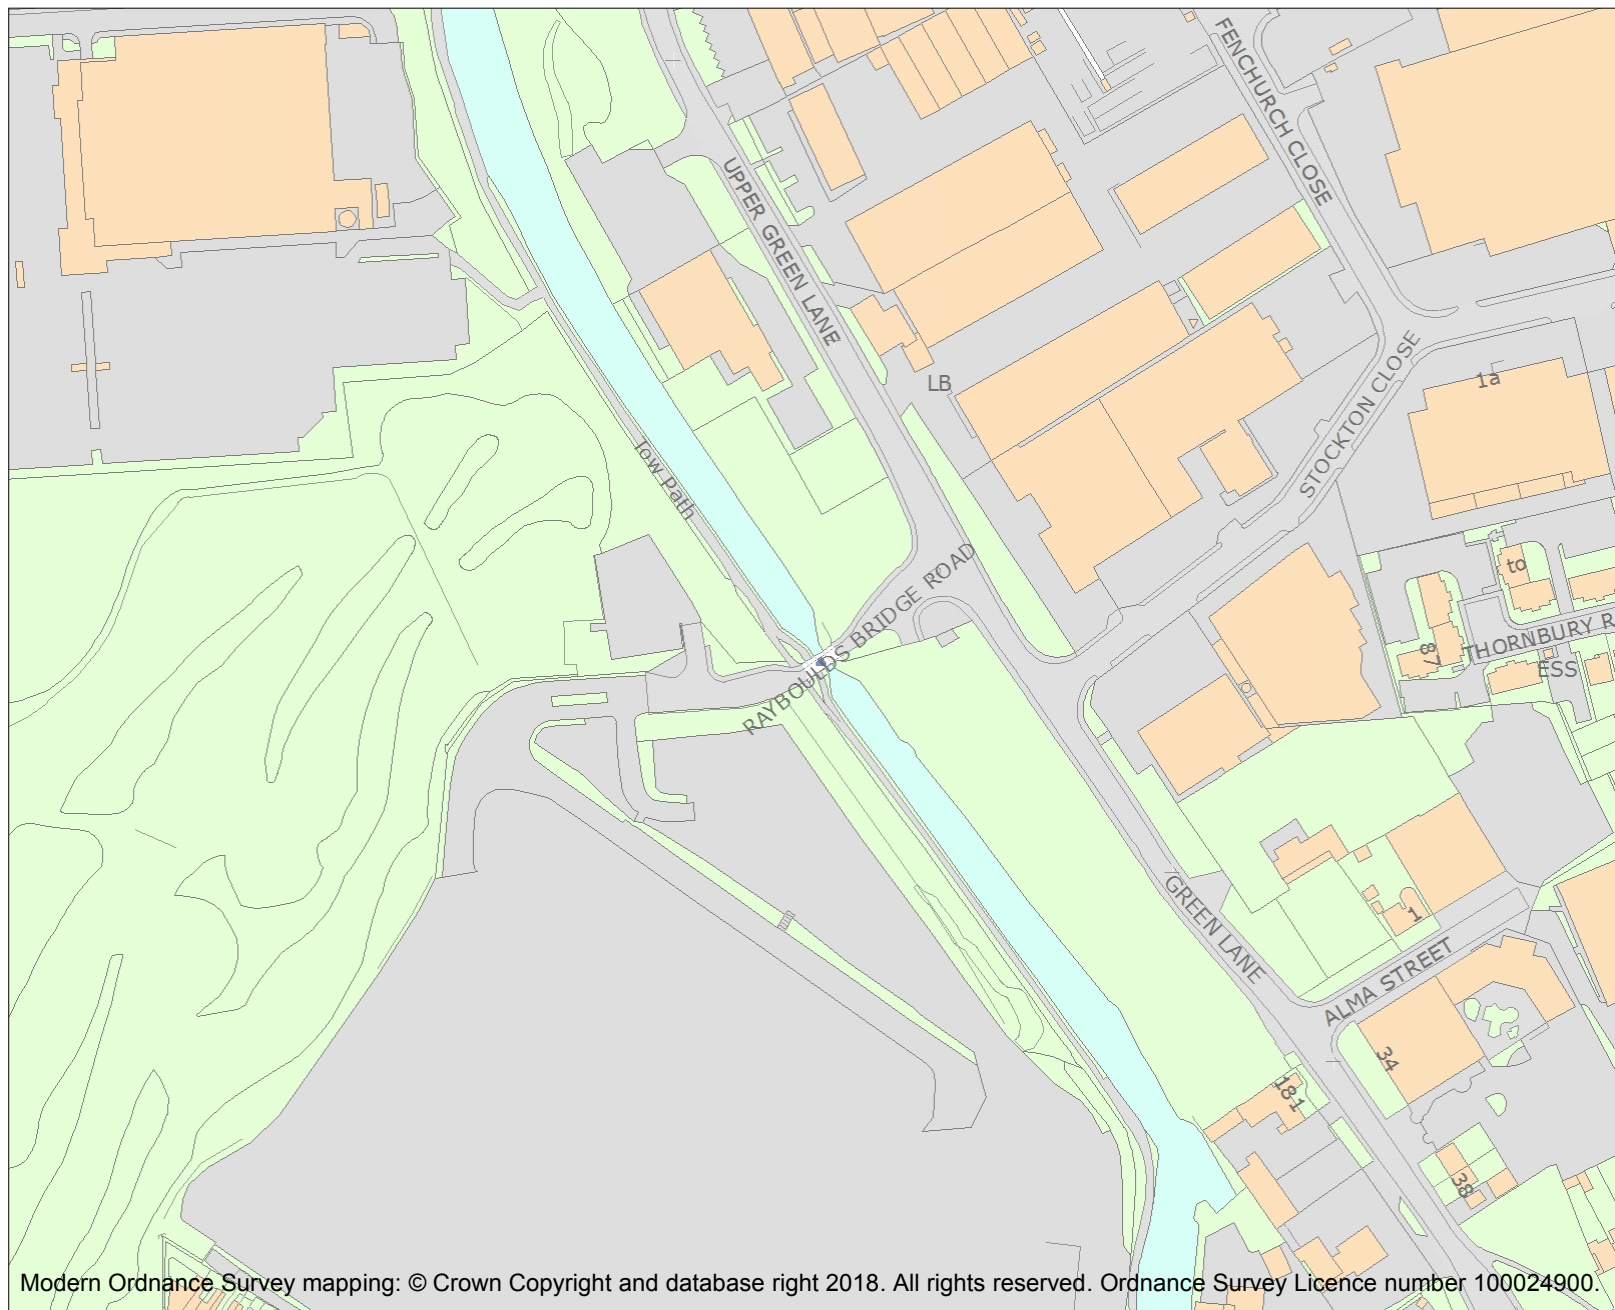 FENCHURCH CLOSE
UPPER GREEN LANE
LB
STOCKTON CLOSE
1a
Tow Path
RAYBOULDS BRIDGE ROAD
to
THORNBURY R
87
ESS
GREEN LANE
1
ALMA STREET
34
181
38
Modern Ordnance Survey mapping: © Crown Copyright and database right 2018. All rights reserved. Ordnance Survey Licence number 100024900.